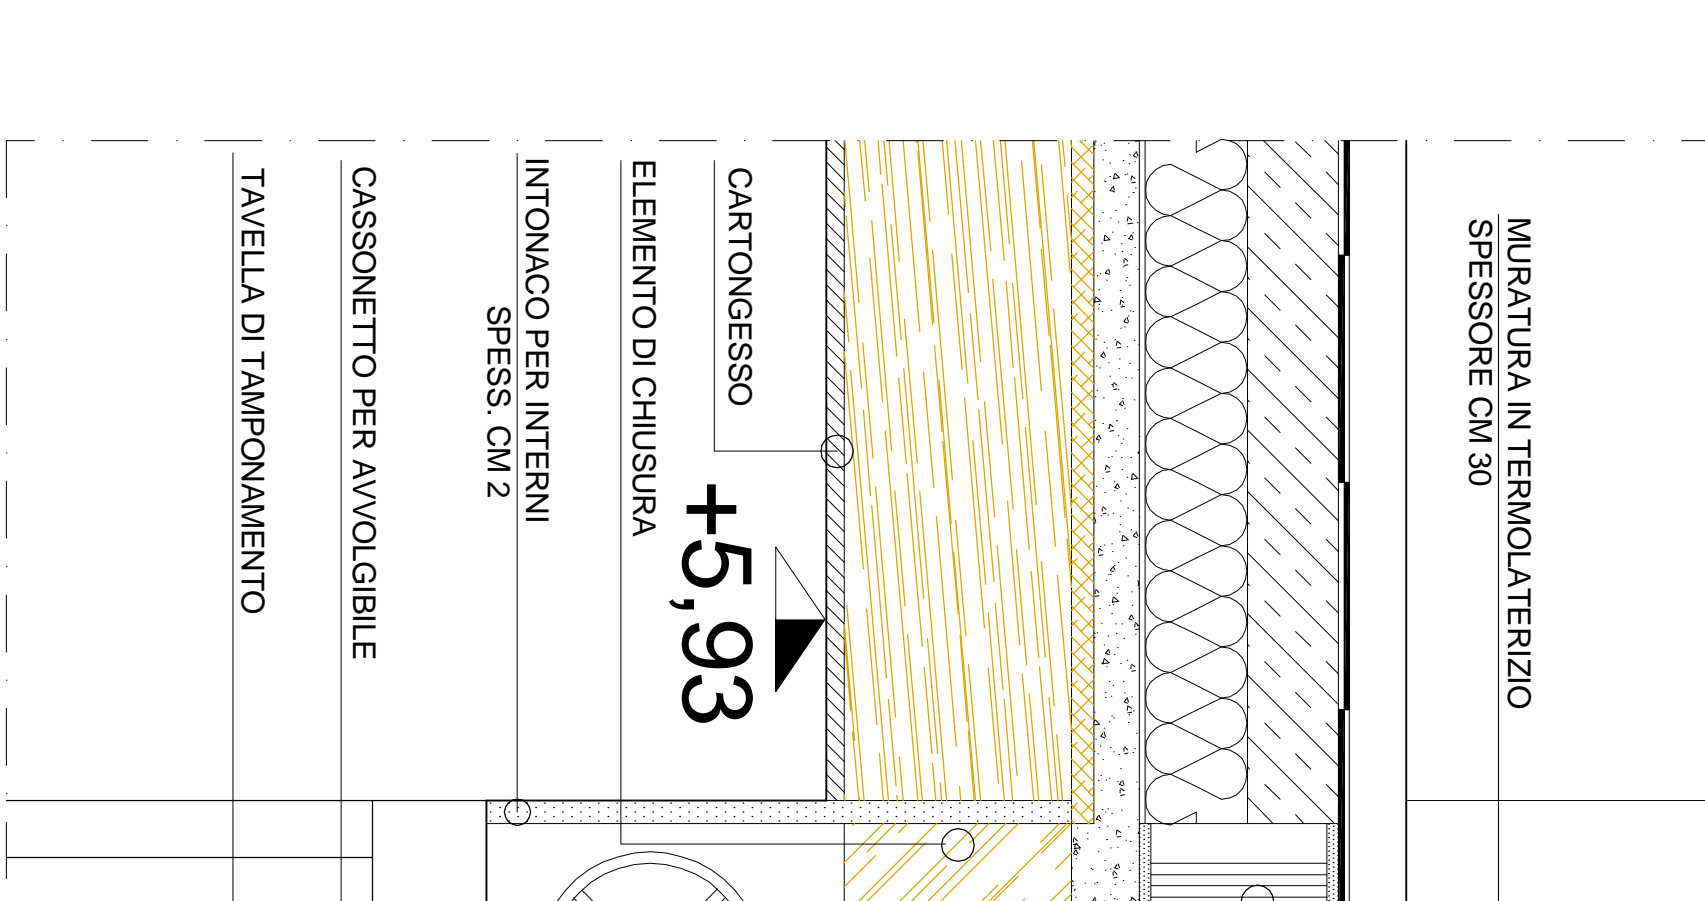 MURATURA IN TERMOLATERIZIO
SPESSORE CM 30
CARTONGESSO
+5,93
ELEMENTO DI CHIUSURA
INTONACO PER INTERNI
SPESS. CM 2
CASSONETTO PER AVVOLGIBILE
TAVELLA DI TAMPONAMENTO